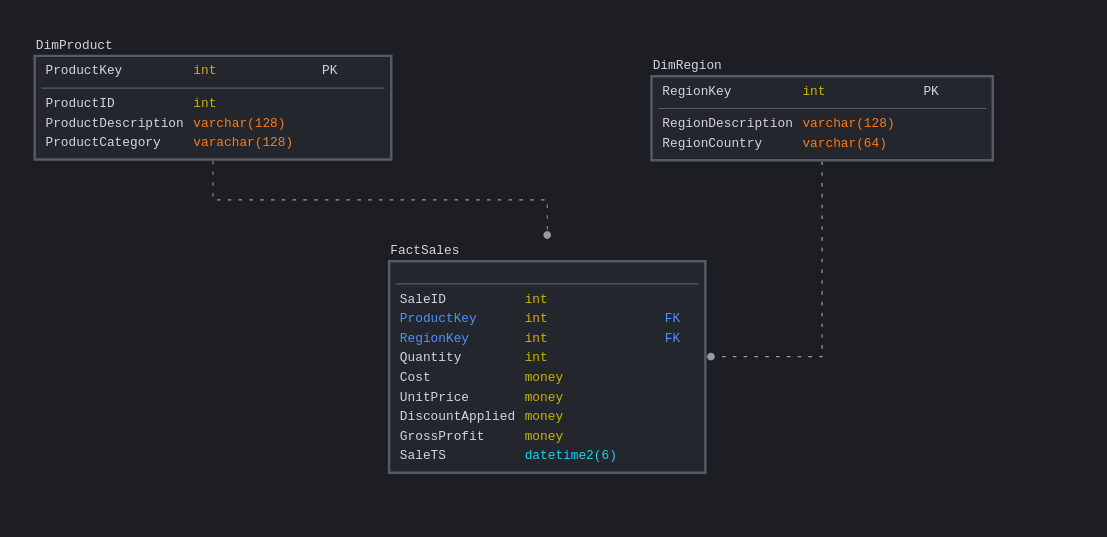 DimProduct
ProductKey int PK
ProductID int
ProductDescription varchar(128)
ProductCategory varachar(128)
DimRegion
RegionKey int PK
RegionDescription varchar(128)
RegionCountry varchar(64)
FactSales
SaleID int
ProductKey int FK
RegionKey int FK
Quantity int
Cost money
UnitPrice money
DiscountApplied money
GrossProfit money
SaleTS datetime2(6)